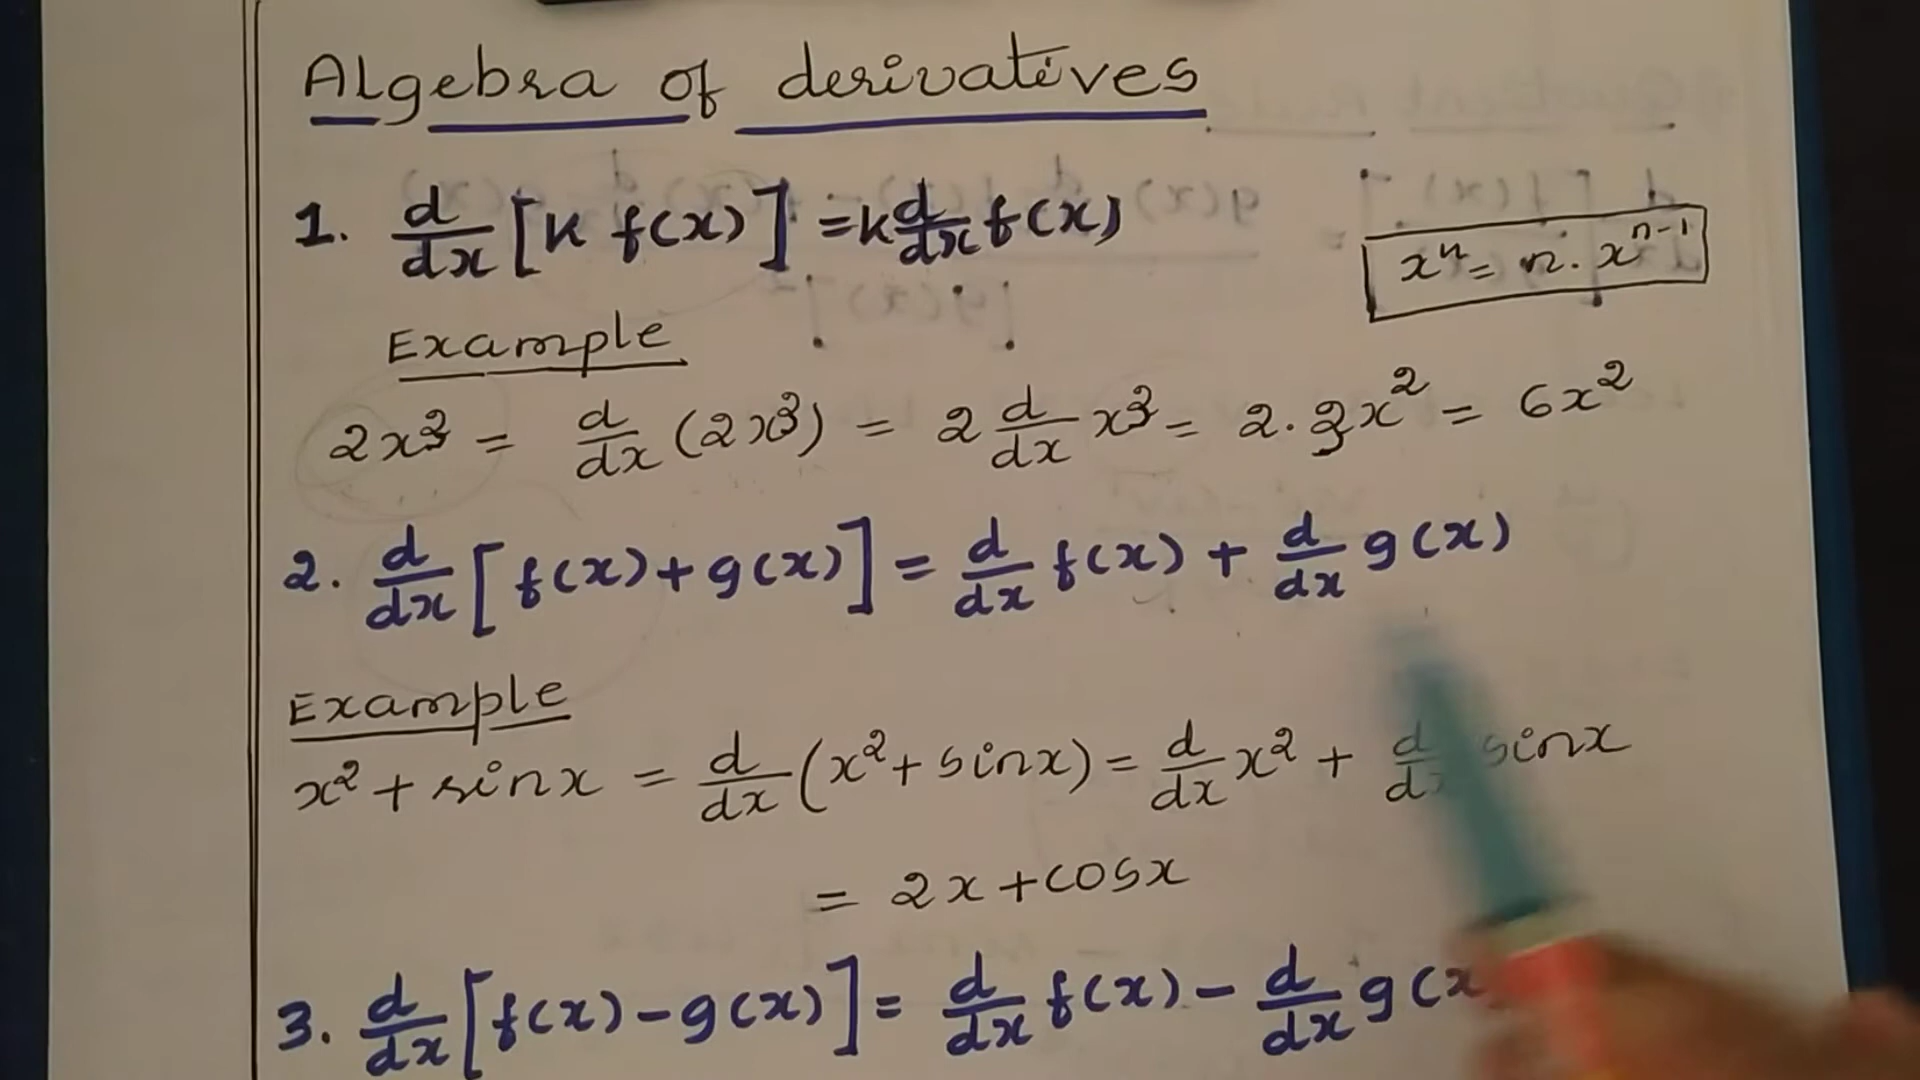 Algebra of derivatives
1. d/dx [k f(x)] = k d/dx f(x)
xⁿ = n. xⁿ⁻¹
Example
2x³ = d/dx (2x³) = 2 d/dx x³ = 2.3x² = 6x²
2. d/dx [f(x)+g(x)] = d/dx f(x) + d/dx g(x)
Example
x²+sinx = d/dx (x²+sinx) = d/dx x² + d/dx sinx
= 2x+cosx
3. d/dx [f(x)-g(x)] = d/dx f(x) - d/dx g(x